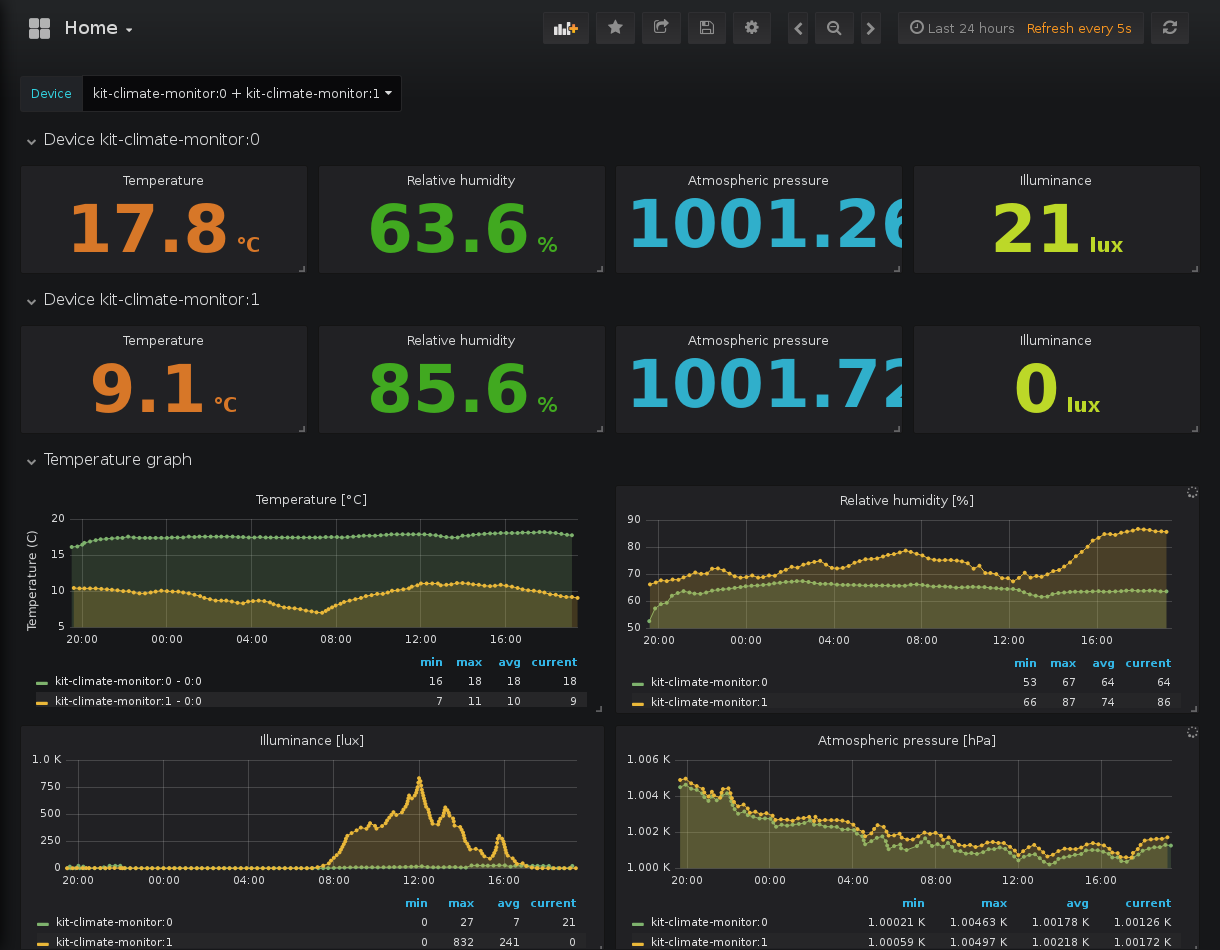 Home
Last 24 hours Refresh every 5s
Device kit-climate-monitor:0 + kit-climate-monitor:1
Device kit-climate-monitor:0
Temperature Relative humidity Atmospheric pressure Illuminance
17.8 °C 63.6 % 1001.26 21 lux
Device kit-climate-monitor:1
Temperature Relative humidity Atmospheric pressure Illuminance
9.1 °C 85.6 % 1001.72 0 lux
Temperature graph
Temperature [°C]
Temperature (C)
20
15
10
5
20:00 00:00 04:00 08:00 12:00 16:00
min max avg current
kit-climate-monitor:0 - 0:0 16 18 18 18
kit-climate-monitor:1 - 0:0 7 11 10 9
Relative humidity [%]
90
80
70
60
50
20:00 00:00 04:00 08:00 12:00 16:00
min max avg current
kit-climate-monitor:0 53 67 64 64
kit-climate-monitor:1 66 87 74 86
Illuminance [lux]
1.0 K
750
500
250
0
20:00 00:00 04:00 08:00 12:00 16:00
min max avg current
kit-climate-monitor:0 0 27 7 21
kit-climate-monitor:1 0 832 241 0
Atmospheric pressure [hPa]
1.006 K
1.004 K
1.002 K
1.000 K
20:00 00:00 04:00 08:00 12:00 16:00
min max avg current
kit-climate-monitor:0 1.00021 K 1.00463 K 1.00178 K 1.00126 K
kit-climate-monitor:1 1.00059 K 1.00497 K 1.00218 K 1.00172 K